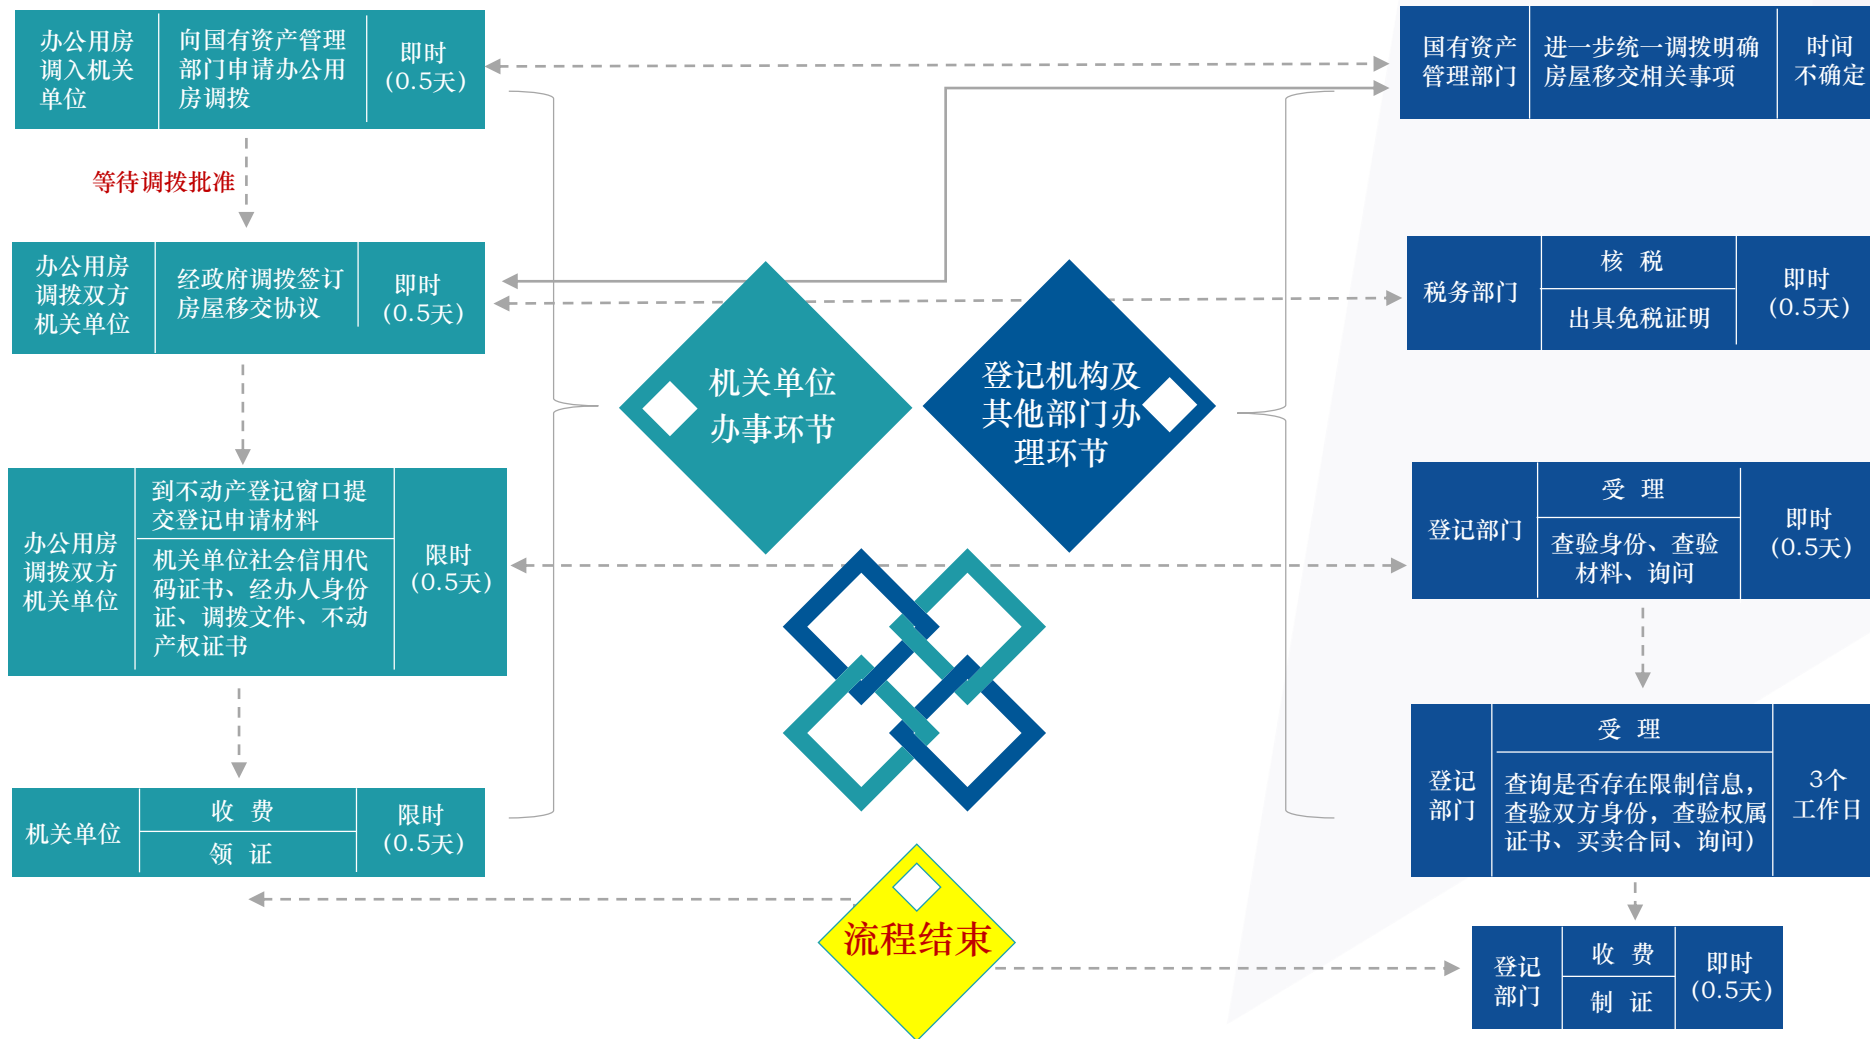 办公用房
调入机关
单位
向国有资产管理
部门申请办公用
房调拨
即时
(0.5天)
等待调拨批准
办公用房
调拨双方
机关单位
经政府调拨签订
房屋移交协议
即时
(0.5天)
办公用房
调拨双方
机关单位
到不动产登记窗口提
交登记申请材料
机关单位社会信用代
码证书、经办人身份
证、调拨文件、不动
产权证书
限时
(0.5天)
机关单位
收 费
领 证
限时
(0.5天)
机关单位
办事环节
登记机构及
其他部门办
理环节
流程结束
国有资产
管理部门
进一步统一调拨明确
房屋移交相关事项
时间
不确定
税务部门
核 税
出具免税证明
即时
(0.5天)
登记部门
受 理
查验身份、查验
材料、询问
即时
(0.5天)
登记
部门
受 理
查询是否存在限制信息，
查验双方身份，查验权属
证书、买卖合同、询问）
3个
工作日
登记
部门
收 费
制 证
即时
(0.5天)